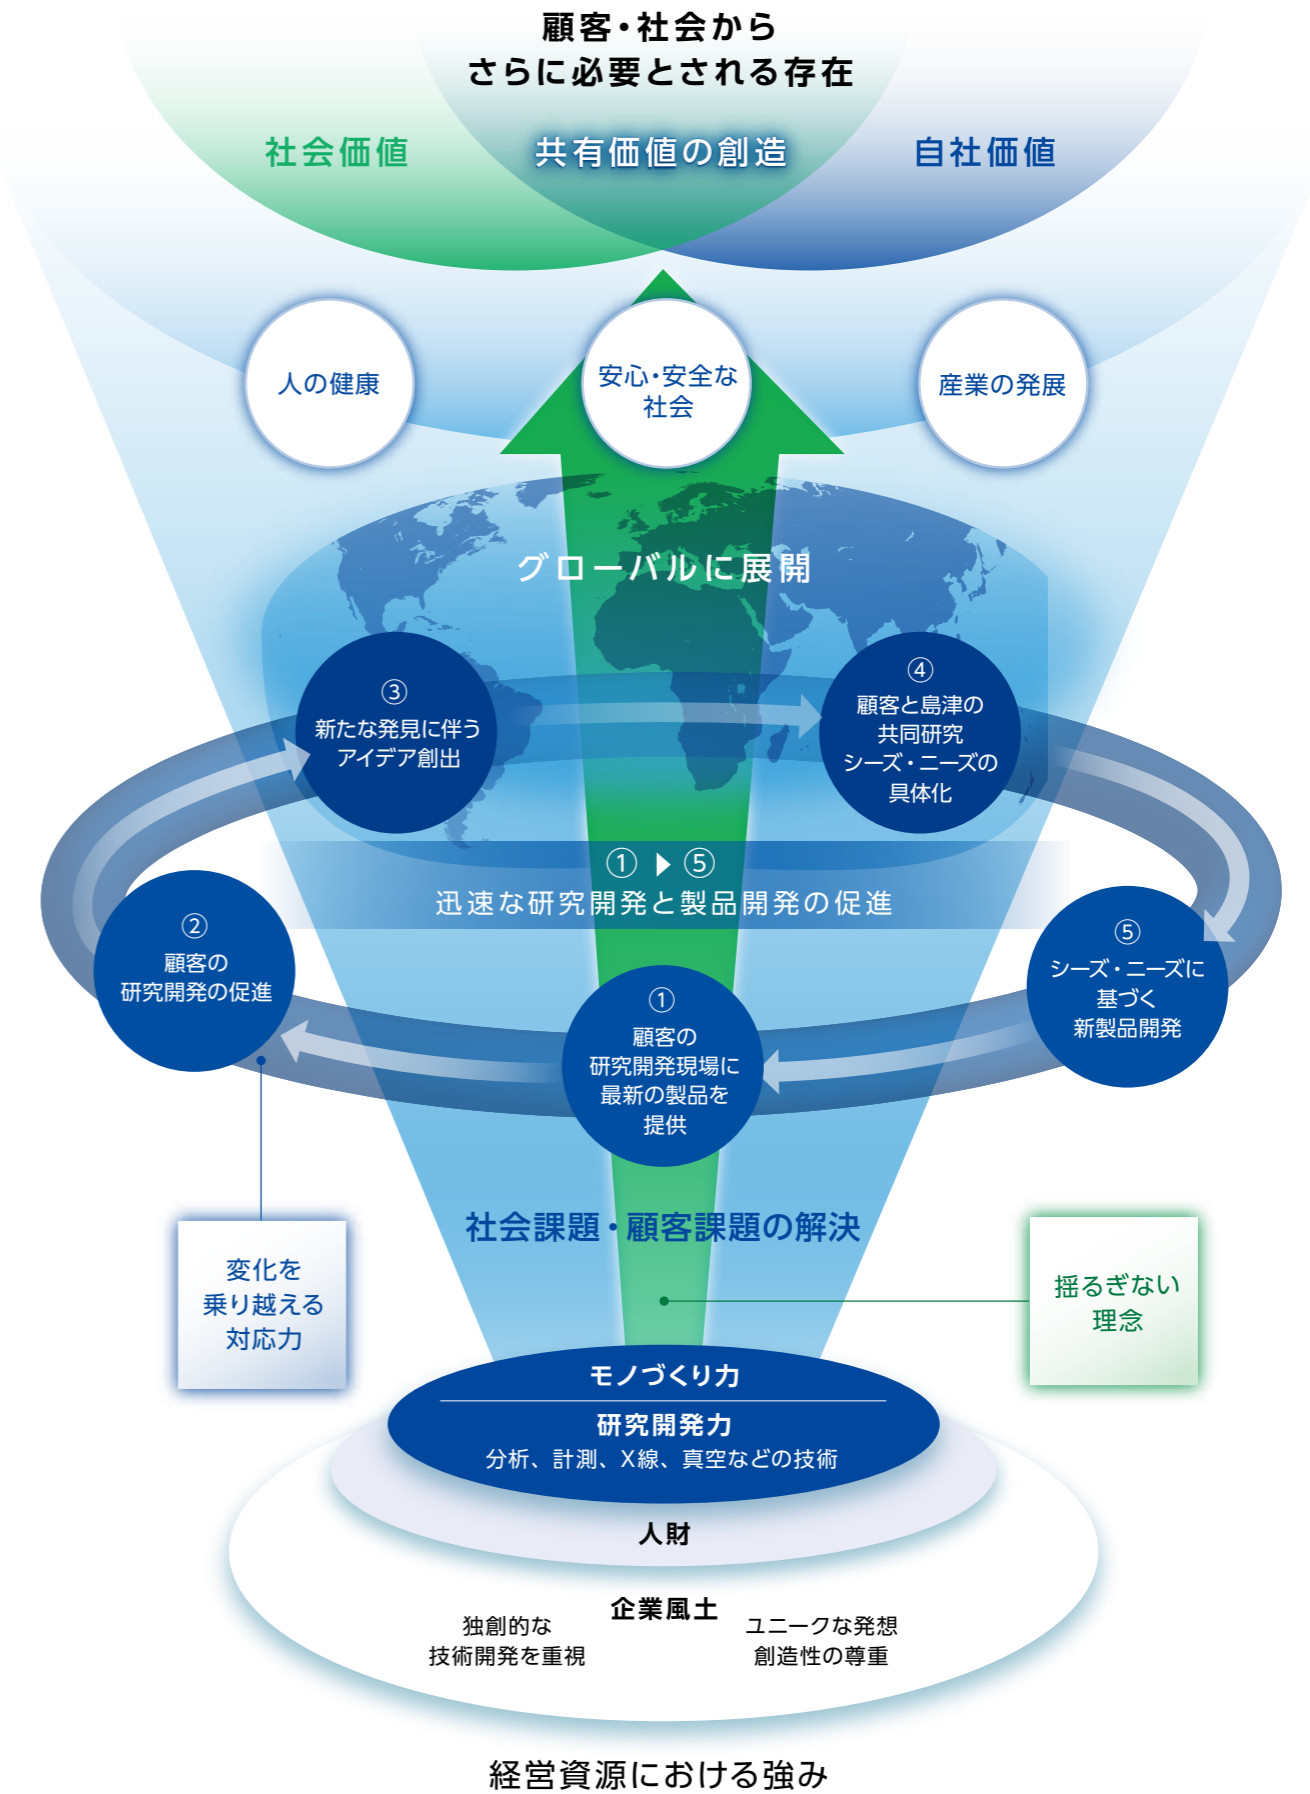 顧客・社会から
さらに必要とされる存在
社会価値
共有価値の創造
自社価値
人の健康
安心・安全な
社会
産業の発展
グローバルに展開
③
新たな発見に伴う
アイデア創出
④
顧客と島津の
共同研究
シーズ・ニーズの
具体化
①▶⑤
迅速な研究開発と製品開発の促進
②
顧客の
研究開発の促進
⑤
シーズ・ニーズに
基づく
新製品開発
①
顧客の
研究開発現場に
最新の製品を
提供
社会課題・顧客課題の解決
変化を
乗り越える
対応力
揺るぎない
理念
モノづくり力
研究開発力
分析、計測、X線、真空などの技術
人財
企業風土
独創的な
技術開発を重視
ユニークな発想
創造性の尊重
経営資源における強み